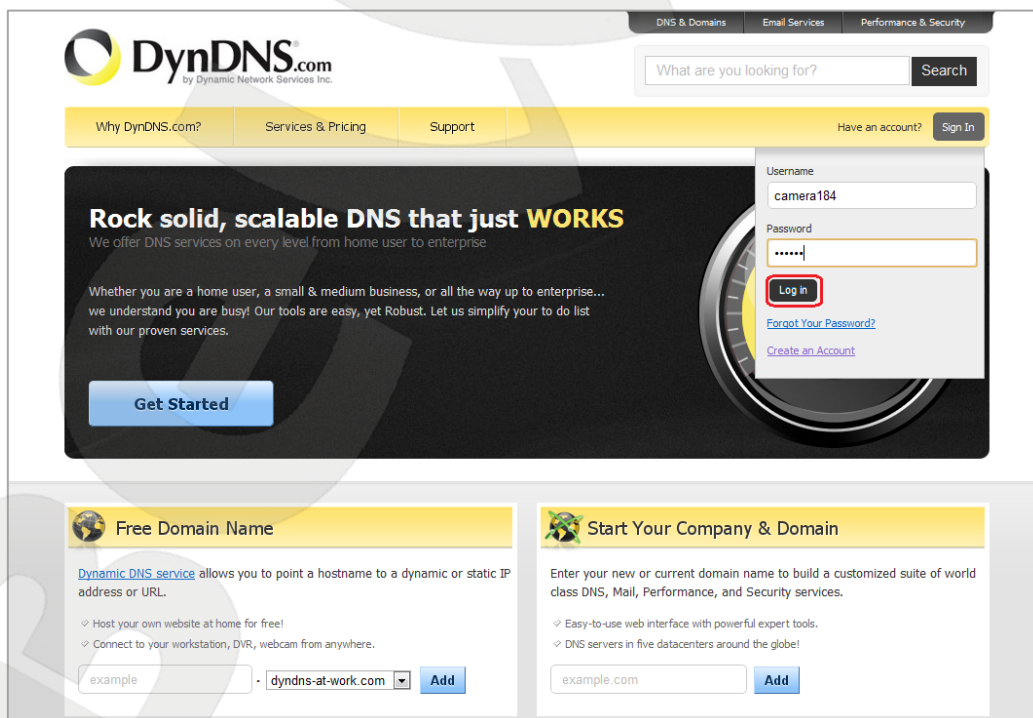 DNS & Domains Email Services Performance & Security
DynDNS.com
by Dynamic Network Services Inc.
What are you looking for? Search
Why DynDNS.com? Services & Pricing Support Have an account? Sign In
Username
camera184
Password
••••••
Log in
Forgot Your Password?
Create an Account
Rock solid, scalable DNS that just WORKS
We offer DNS services on every level from home user to enterprise
Whether you are a home user, a small & medium business, or all the way up to enterprise...
we understand you are busy! Our tools are easy, yet Robust. Let us simplify your to do list
with our proven services.
Get Started
Free Domain Name
Dynamic DNS service allows you to point a hostname to a dynamic or static IP
address or URL.
Host your own website at home for free!
Connect to your workstation, DVR, webcam from anywhere.
example . dyndns-at-work.com Add
Start Your Company & Domain
Enter your new or current domain name to build a customized suite of world
class DNS, Mail, Performance, and Security services.
Easy-to-use web interface with powerful expert tools.
DNS servers in five datacenters around the globe!
example.com Add